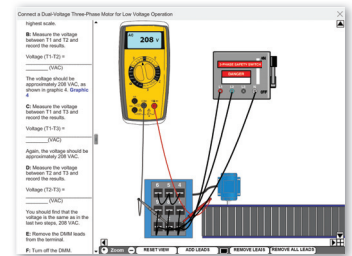 Connect a Dual-Voltage Three-Phase Motor for Low Voltage Operation
highest scale.
B: Measure the voltage
between T1 and T2 and
record the results.
Voltage (T1-T2) =
(VAC)
The voltage should be
approximately 208 VAC, as
shown in graphic 4. Graphic
4.
C: Measure the voltage
between T1 and T3 and
record the results.
Voltage (T1-T3) =
(VAC)
Again, the voltage should be
approximately 208 VAC.
D: Measure the voltage
between T2 and T3 and
record the results.
Voltage (T2-T3) =
(VAC)
You should find that the
voltage is the same as in the
last two steps, 208 VAC.
E: Remove the DMM leads
from the terminal.
F: Turn off the DMM.
208 V
3-PHASE SAFETY SWITCH
DANGER
ON
OFF
Zoom
RESET VIEW
ADD LEADS
REMOVE LEADS
REMOVE ALL LEADS